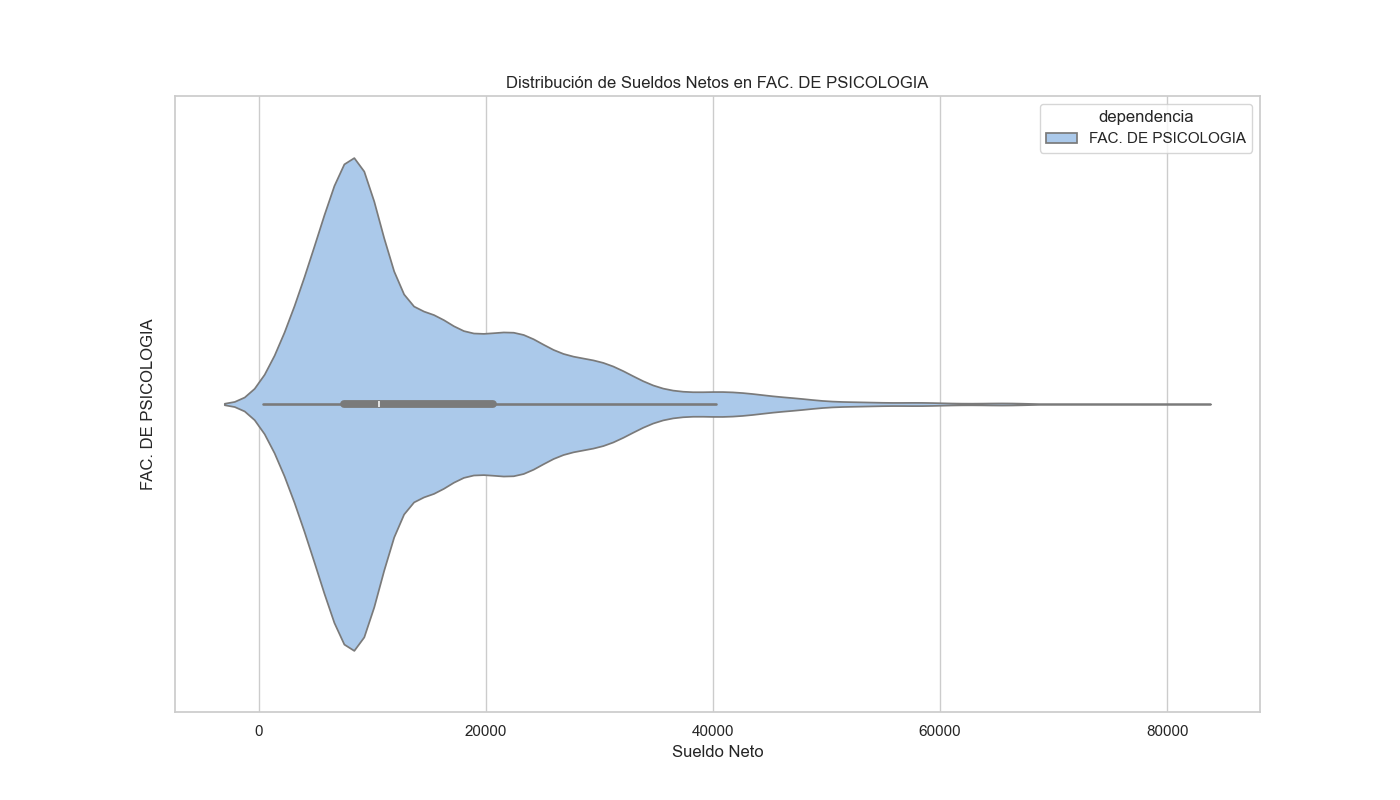 Distribución de Sueldos Netos en FAC. DE PSICOLOGIA
dependencia
FAC. DE PSICOLOGIA
FAC. DE PSICOLOGIA
0
20000
40000
60000
80000
Sueldo Neto